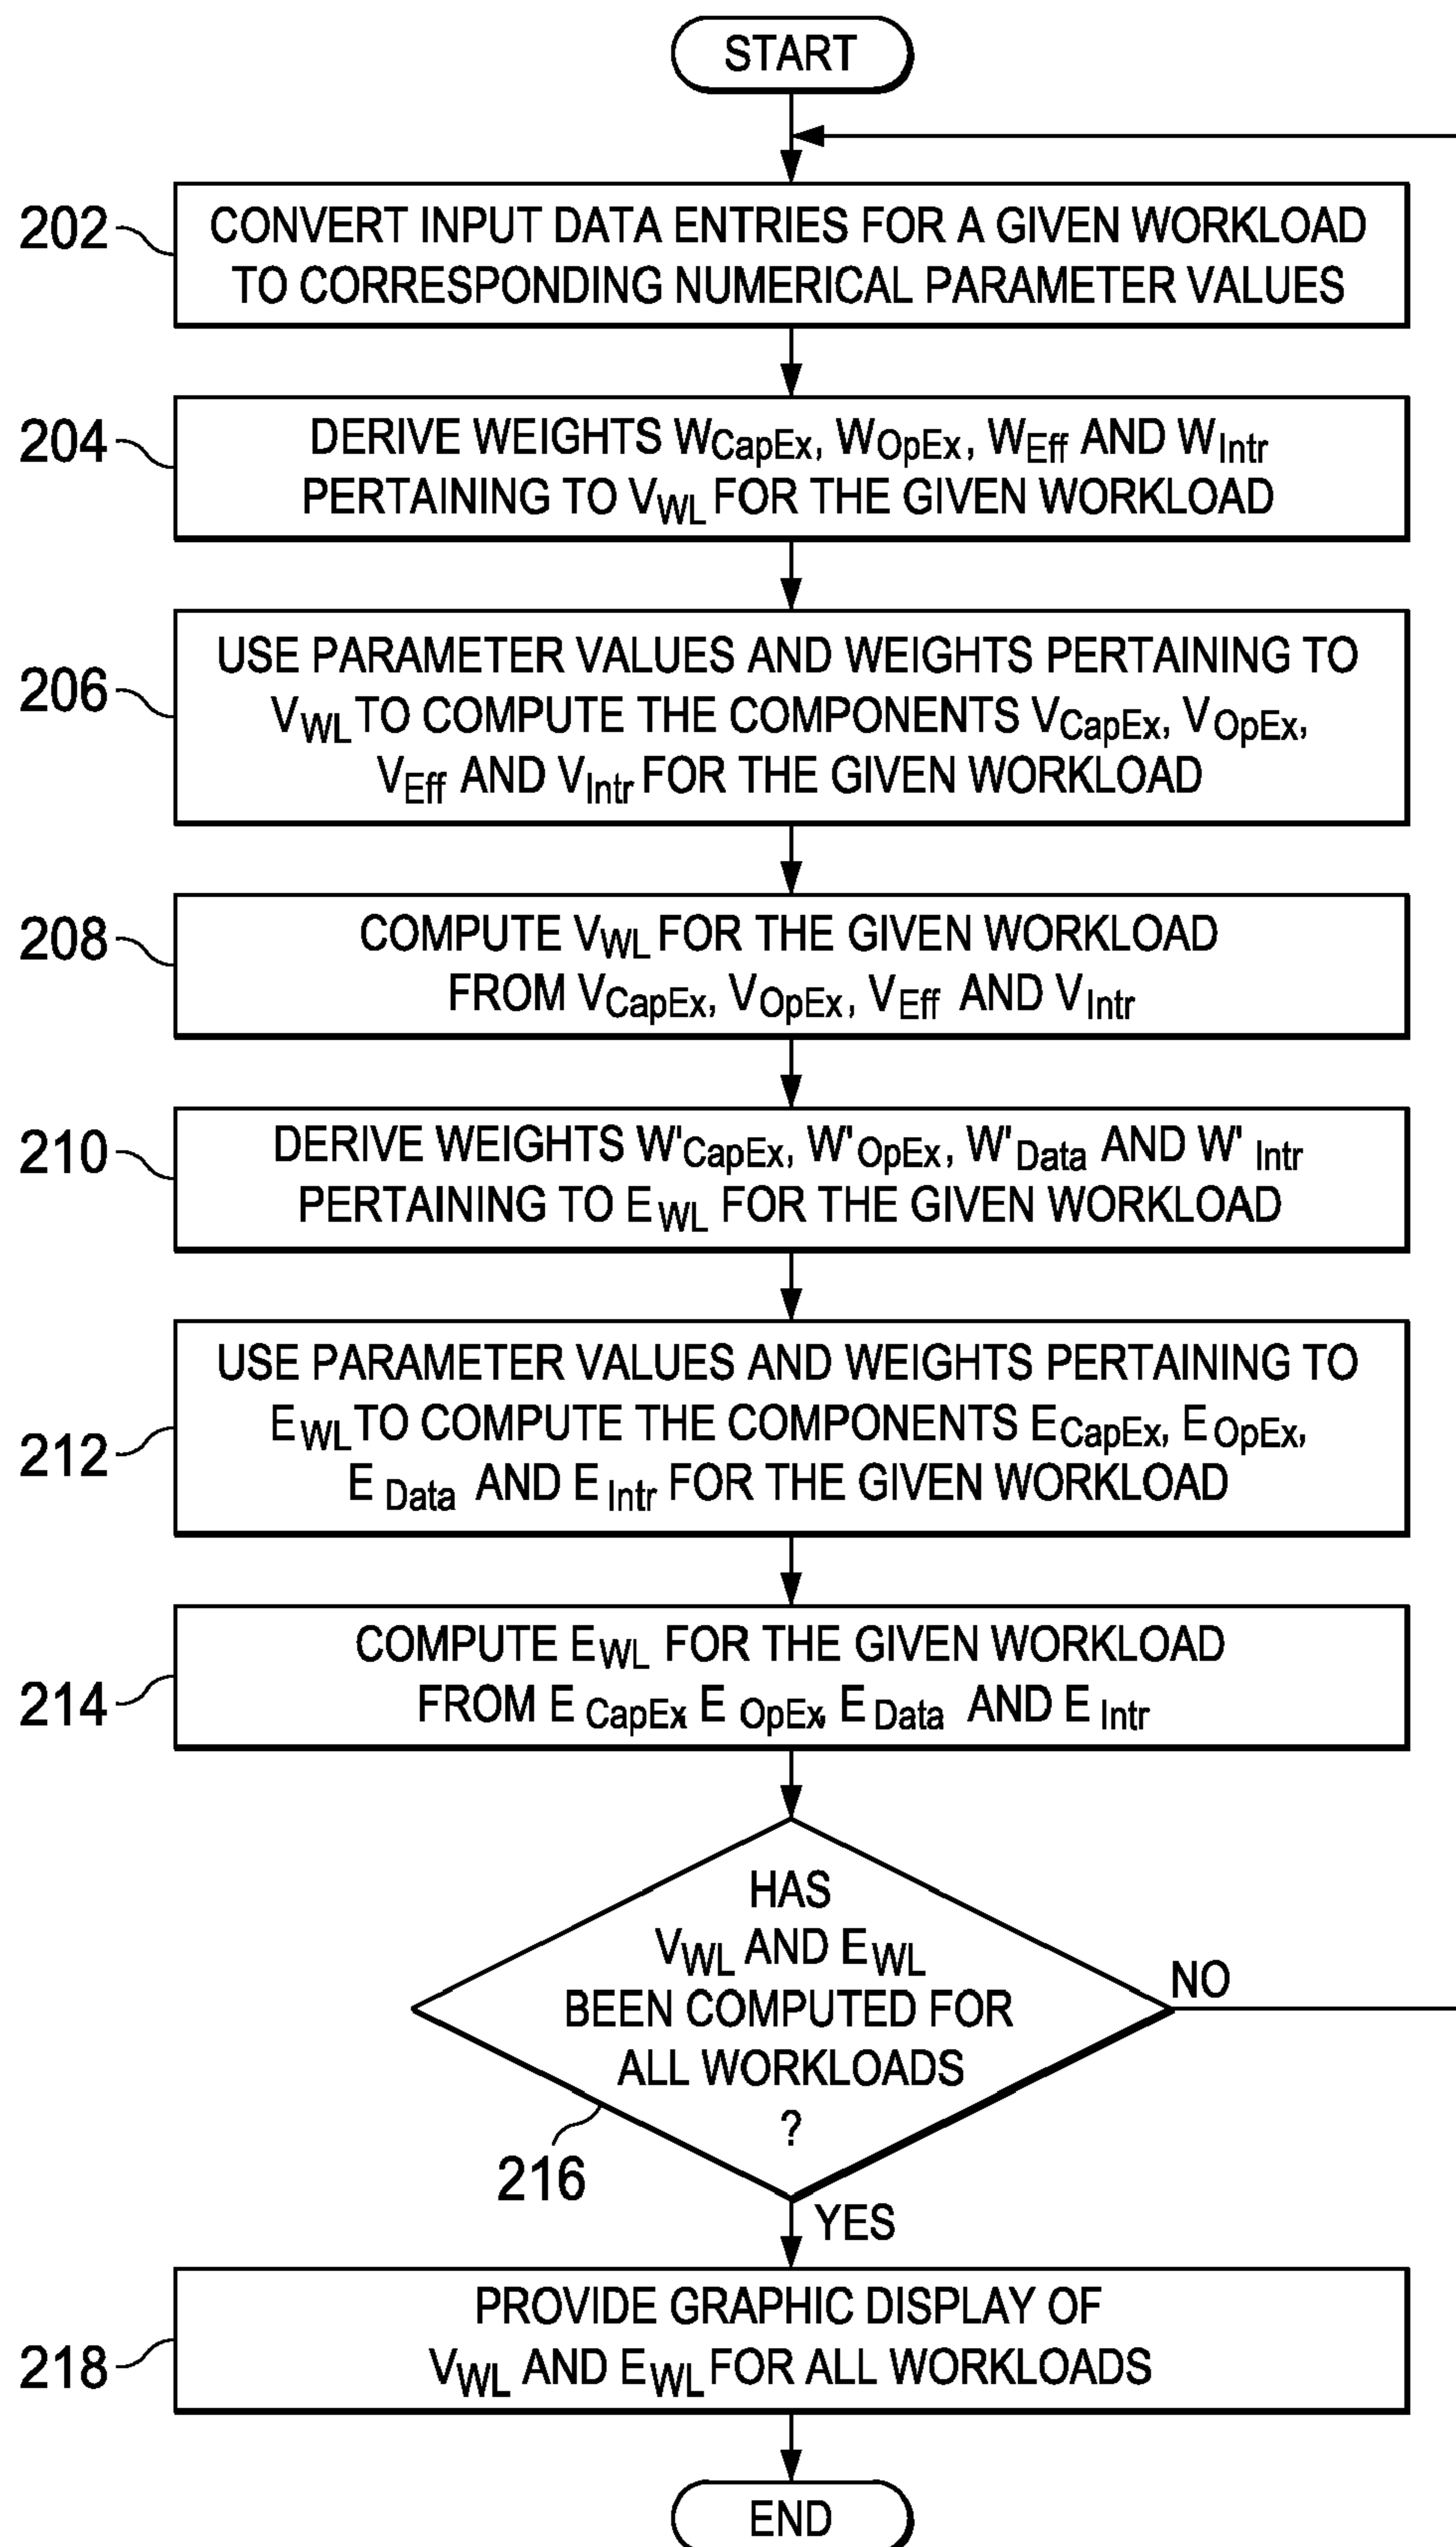 START
202
CONVERT INPUT DATA ENTRIES FOR A GIVEN WORKLOAD
TO CORRESPONDING NUMERICAL PARAMETER VALUES
204
DERIVE WEIGHTS WCapEx, WOpEx, WEff AND WIntr
PERTAINING TO VWL FOR THE GIVEN WORKLOAD
206
USE PARAMETER VALUES AND WEIGHTS PERTAINING TO
VWL TO COMPUTE THE COMPONENTS VCapEx, VOpEx,
VEff AND VIntr FOR THE GIVEN WORKLOAD
208
COMPUTE VWL FOR THE GIVEN WORKLOAD
FROM VCapEx, VOpEx, VEff AND VIntr
210
DERIVE WEIGHTS W'CapEx, W'OpEx, W'Data AND W' Intr
PERTAINING TO EWL FOR THE GIVEN WORKLOAD
212
USE PARAMETER VALUES AND WEIGHTS PERTAINING TO
EWL TO COMPUTE THE COMPONENTS ECapEx, EOpEx,
EData AND EIntr FOR THE GIVEN WORKLOAD
214
COMPUTE EWL FOR THE GIVEN WORKLOAD
FROM ECapEx, EOpEx, EData AND EIntr
HAS
VWL AND EWL
BEEN COMPUTED FOR
ALL WORKLOADS
?
NO
216
YES
218
PROVIDE GRAPHIC DISPLAY OF
VWL AND EWL FOR ALL WORKLOADS
END